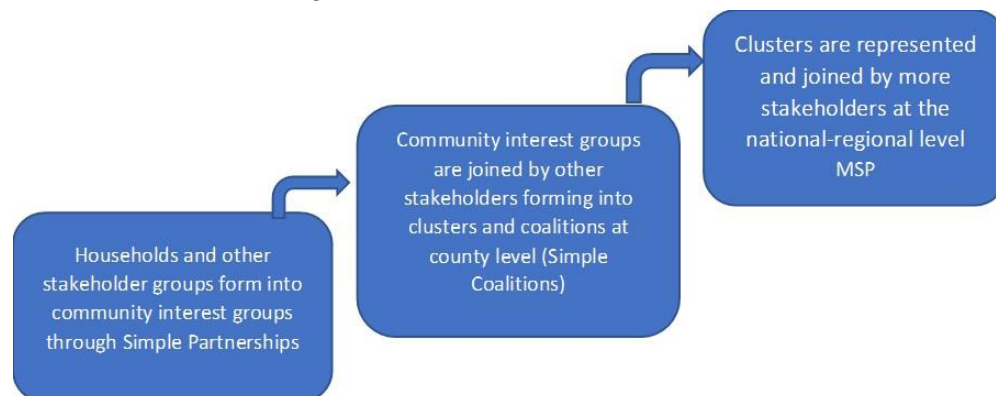 Households and other
stakeholder groups form into
community interest groups
through Simple Partnerships
Community interest groups
are joined by other
stakeholders forming into
clusters and coalitions at
county level (Simple
Coalitions)
Clusters are represented
and joined by more
stakeholders at the
national-regional level
MSP